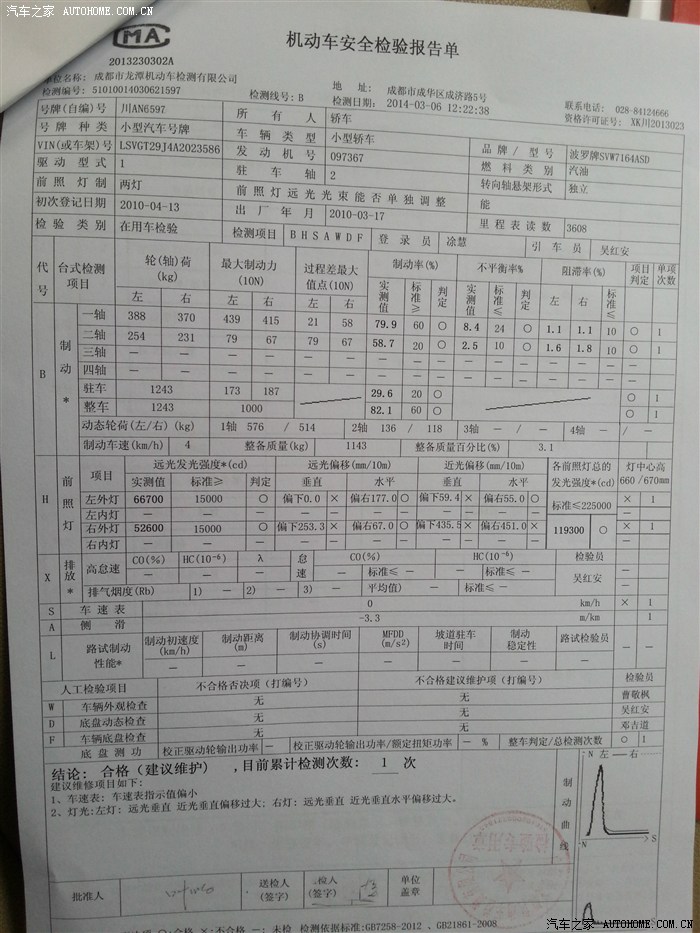 汽车之家 AUTOHOME.COM.CN
MA
2013230302A
机动车安全检验报告单
单位名称: 成都市龙潭机动车检测有限公司
检测编号: 51010014030621597 检测线号: B 地 址: 成都市成华区成济路5号 联系电话: 028-84124666
检测日期: 2014-03-06 12:22:38 资格许可证号: XK川2013023
号牌(自编)号 川AN6597 所 有 人 轿车
号 牌 种 类 小型汽车号牌 车 辆 类 型 小型轿车 品牌/型号 波罗牌SVW7164ASD
VIN(或车架)号 LSVGT29J4A2023586 发 动 机 号 097367 燃 料 类 别 汽油
驱 动 型 式 1 驻 车 轴 2 转向轴悬架形式 独立
前 照 灯 制 两灯 前 照 灯 远 光 光 束 能 否 单 独 调 整 能
初次登记日期 2010-04-13 出 厂 年 月 2010-03-17 里 程 表 读 数 3608
检 验 类 别 在用车检验 检测项目 B H S A W D F 登 录 员 涂慧 引 车 员 吴红安
代号 台式检测项目 轮(轴)荷(kg) 最大制动力(10N) 过程差最大值点(10N) 制动率(%) 不平衡率% 阻滞率(%) 项目判定 单项次数
左 右 左 右 左 右 实测值 标准≥ 判定 实测值 标准≤ 判定 左 右 标准≤
B 制动* 一轴 388 370 439 415 21 58 79.9 60 ○ 8.4 24 ○ 1.1 1.1 10 ○ 1
二轴 254 231 79 67 79 67 58.7 20 ○ 2.5 10 ○ 1.6 1.8 10 ○ 1
三轴 — — — — — — — — — — — — — — — — —
四轴 — — — — — — — — — — — — — — — — —
驻车 1243 173 187 29.6 20 ○ ○ 1
整车 1243 1000 82.1 60 ○ ○ 1
动态轮荷(左/右)(kg) 1轴 576 / 514 2轴 136 / 118 3轴 — / — 4轴 — / —
制动车速(km/h) 4 整备质量(kg) 1143 整备质量百分比(%) 3.1
H 前照灯 项目 远光发光强度*(cd) 远光偏移(mm/10m) 近光偏移(mm/10m) 各前照灯总的发光强度*(cd) 灯中心高
实测值 标准≥ 判定 垂直 水平 垂直 水平 660 /670mm
左外灯 66700 15000 ○ 偏下0.0 × 偏右177.0 ○ 偏下59.4 × 偏右55.0 ○ 标准≤225000 × 1
左内灯 — — — — — — — —
右外灯 52600 15000 ○ 偏下253.3 × 偏右67.0 ○ 偏下435.5 × 偏右451.0 × 119300 ○ × 1
右内灯 — — — — — — — —
X 排放* 高怠速 CO(%) HC(10⁻⁶) λ 怠速 CO(%) HC(10⁻⁶) 检验员
— — — — 标准≤ — — 标准≤ — 吴红安
排气烟度(Rb) 1) — 2) — 3) — 平均值) — 标准≤ —
S 车 速 表 0 km/h × 1
A 侧 滑 -3.3 m/km 1
L 路试制动性能* 制动初速度(km/h) 制动距离(m) 制动协调时间(s) MFDD(m/s2) 坡道驻车时间 制动稳定性 路试检验员
— — — — — — — — —
人工检验项目 不合格否决项(打编号) 不合格建议维护项(打编号) 检验员
W 车辆外观检查 无 无 曹敬枫
D 底盘动态检查 无 无 吴红安
F 车辆底盘检查 无 无 邓吉道
底 盘 测 功 校正驱动轮输出功率 — 校正驱动轮输出功率/额定扭矩功率 — % 整车判定/总检测次数 ○ 1
结论: 合格(建议维护) ,目前累计检测次数: 1 次
建议维修项目如下:
1、车速表: 车速表指示值偏小
2、灯光:左灯: 远光垂直 近光垂直偏移过大; 右灯: 远光垂直 近光垂直水平偏移过大。
制动曲线
N 左 — 右
N S
N
检验专用章
批准人 送检人(签字) 检人(签字) 单位盖章
○:合格 ×:不合格 —: 未检 检测依据标准:GB7258-2012 、GB21861-2008
汽车之家 AUTOHOME.COM.CN